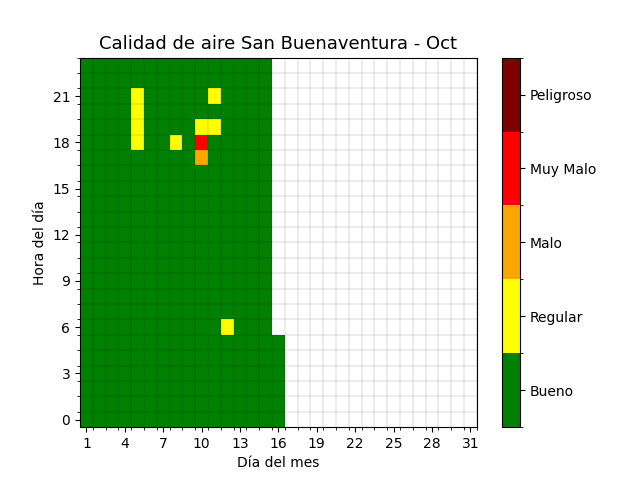 Calidad de aire San Buenaventura - Oct
Hora del día
21
18
15
12
9
6
3
0
1 4 7 10 13 16 19 22 25 28 31
Día del mes
Peligroso
Muy Malo
Malo
Regular
Bueno